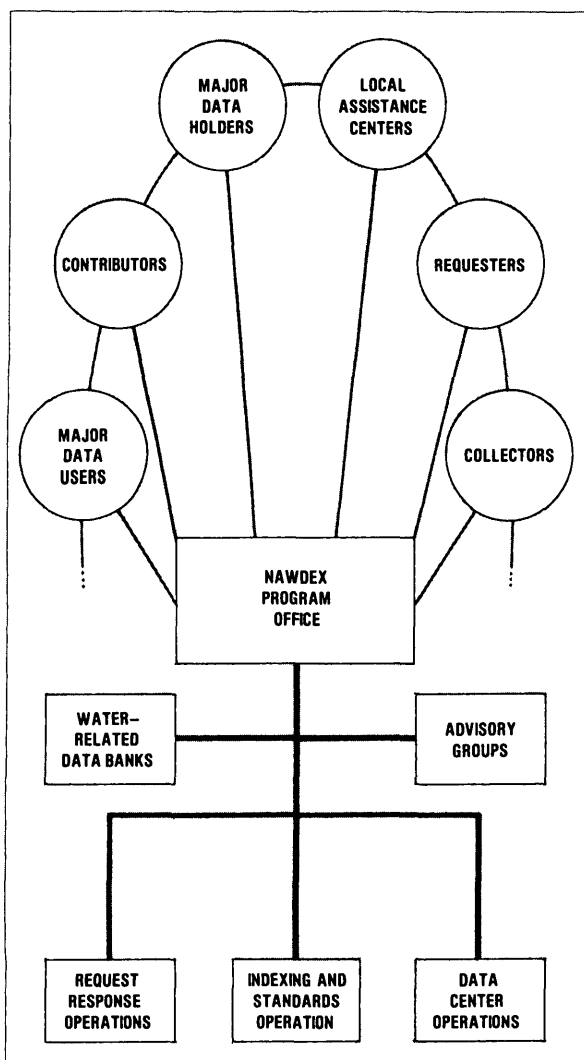 MAJOR
DATA
HOLDERS
LOCAL
ASSISTANCE
CENTERS
CONTRIBUTORS
REQUESTERS
MAJOR
DATA
USERS
COLLECTORS
NAWDEX
PROGRAM
OFFICE
WATER–
RELATED
DATA BANKS
ADVISORY
GROUPS
REQUEST
RESPONSE
OPERATIONS
INDEXING AND
STANDARDS
OPERATION
DATA
CENTER
OPERATIONS